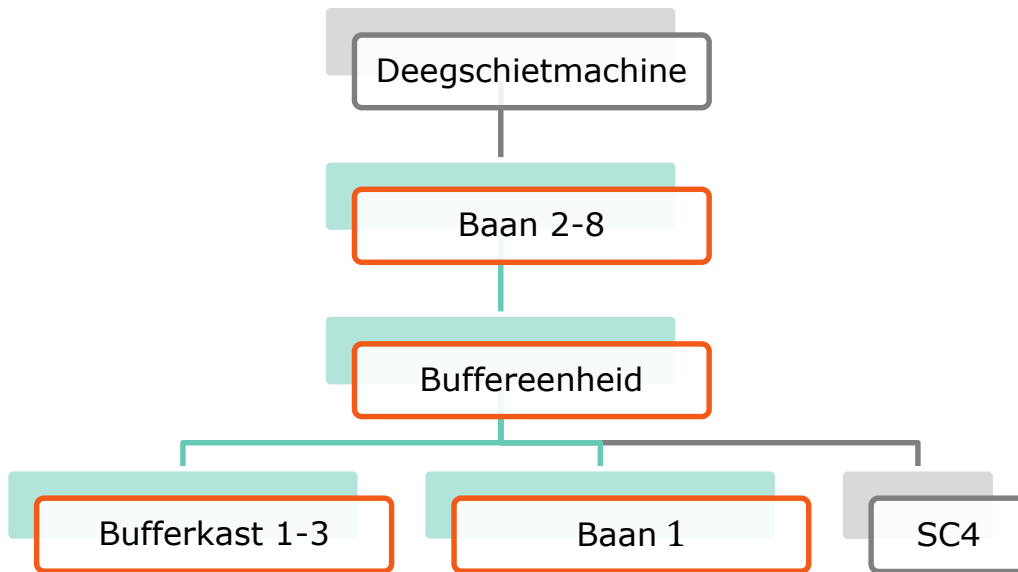 Deegschietmachine
Baan 2-8
Buffereenheid
Bufferkast 1-3
Baan 1
SC4